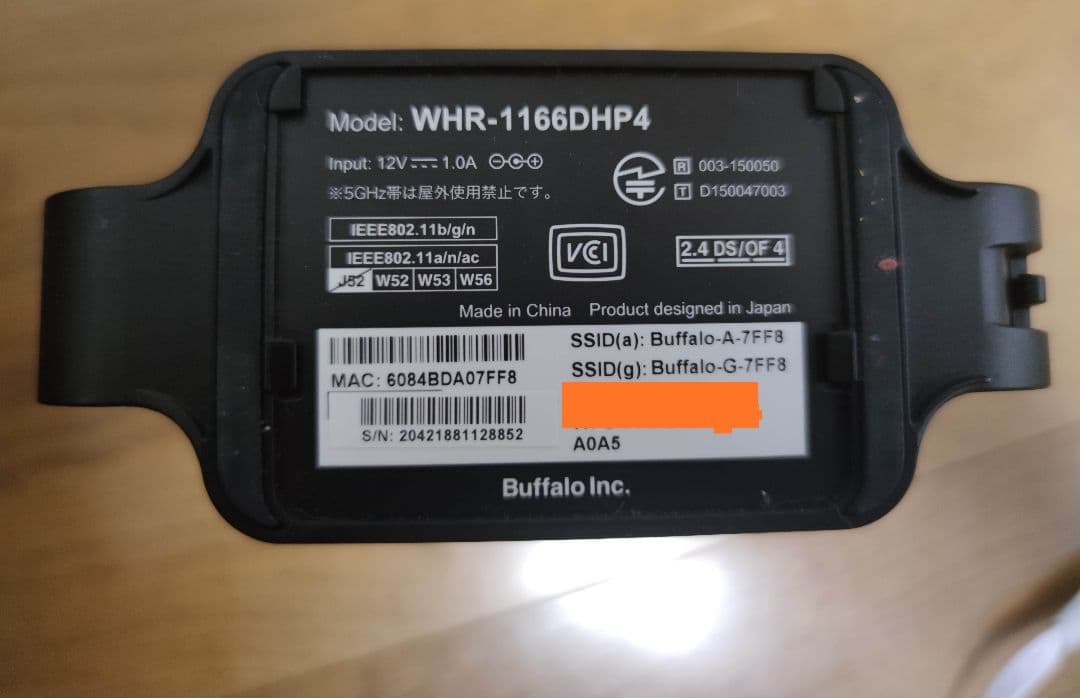 Model: WHR-1166DHP4
Input: 12V 1.0A
※5GHz帯は屋外使用禁止です。
R 003-150050
T D150047003
IEEE802.11b/g/n
IEEE802.11a/n/ac
J52 W52 W53 W56
VCCI
2.4 DS/OF 4
Made in China Product designed in Japan
MAC: 6084BDA07FF8
S/N: 20421881128852
SSID(a): Buffalo-A-7FF8
SSID(g): Buffalo-G-7FF8
A0A5
Buffalo Inc.